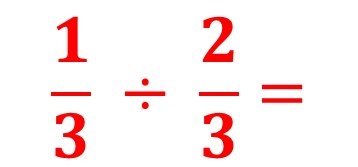 1/3 ÷ 2/3 =